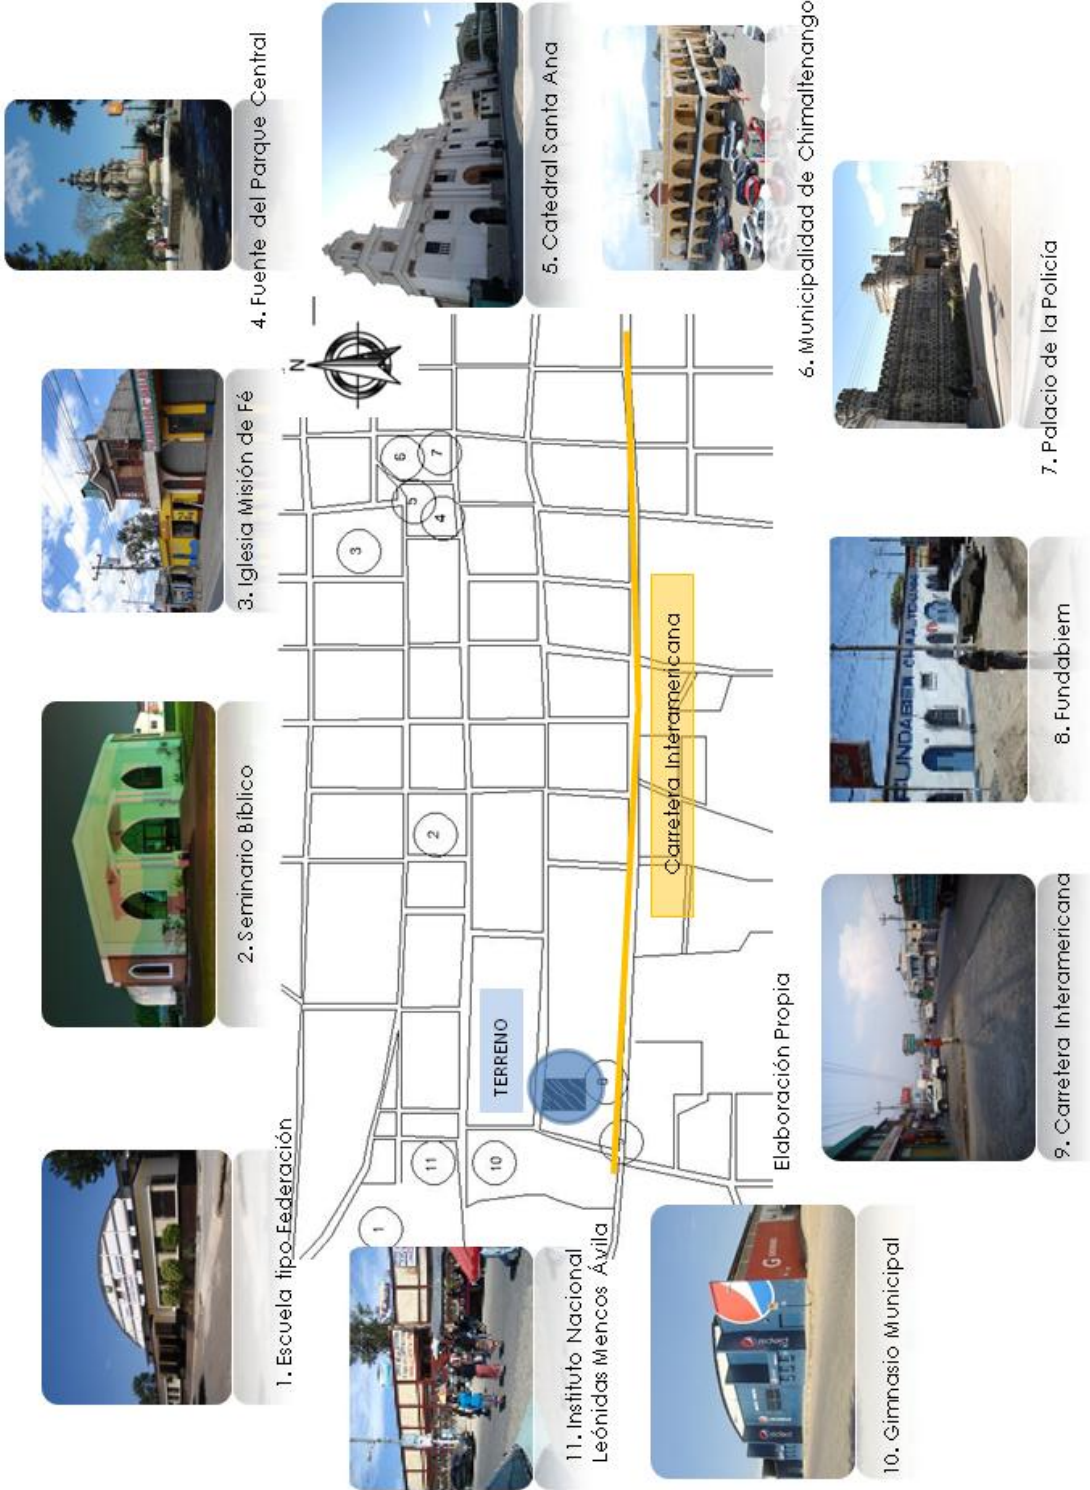 1. Escuela tipo Federación
2. Seminario Bíblico
3. Iglesia Misión de Fé
4. Fuente del Parque Central
N
5. Catedral Santa Ana
6. Municipalidad de Chimaltenango
7. Palacio de la Policía
8. Fundabiem
9. Carretera Interamericana
10. Gimnasio Municipal
11. Instituto Nacional
Leónidas Mencos Ávila
TERRENO
Carretera Interamericana
Elaboración Propia
1
2
3
4
5
6
7
10
11
pepsi
pepsi
G